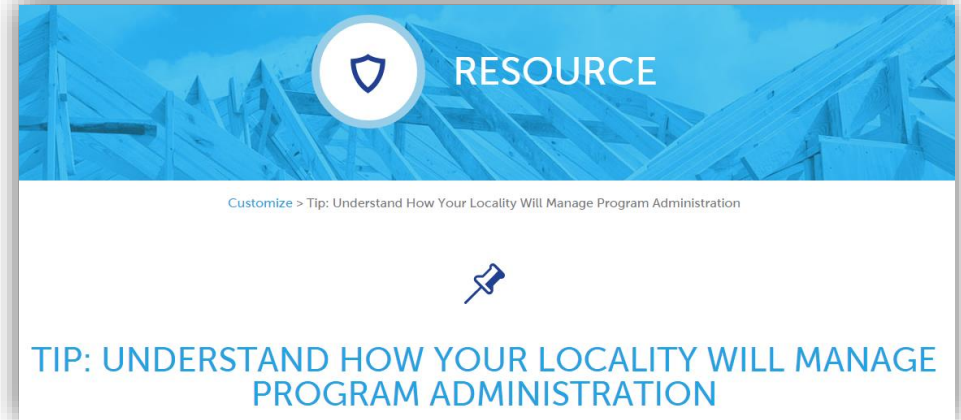 RESOURCE
Customize > Tip: Understand How Your Locality Will Manage Program Administration
TIP: UNDERSTAND HOW YOUR LOCALITY WILL MANAGE
PROGRAM ADMINISTRATION